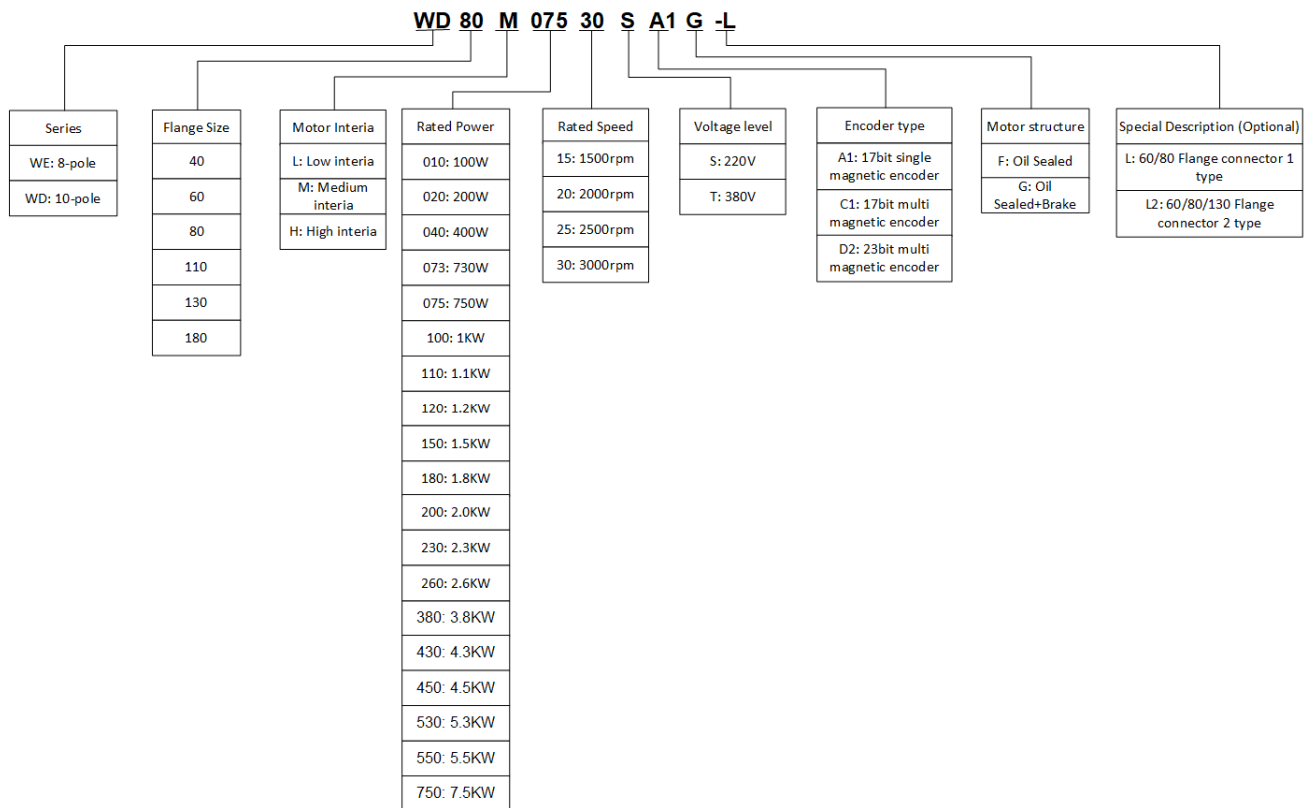 WD 80 M 075 30 S A1 G -L
Series
WE: 8-pole
WD: 10-pole
Flange Size
40
60
80
110
130
180
Motor Interia
L: Low interia
M: Medium
interia
H: High interia
Rated Power
010: 100W
020: 200W
040: 400W
073: 730W
075: 750W
100: 1KW
110: 1.1KW
120: 1.2KW
150: 1.5KW
180: 1.8KW
200: 2.0KW
230: 2.3KW
260: 2.6KW
380: 3.8KW
430: 4.3KW
450: 4.5KW
530: 5.3KW
550: 5.5KW
750: 7.5KW
Rated Speed
15: 1500rpm
20: 2000rpm
25: 2500rpm
30: 3000rpm
Voltage level
S: 220V
T: 380V
Encoder type
A1: 17bit single
magnetic encoder
C1: 17bit multi
magnetic encoder
D2: 23bit multi
magnetic encoder
Motor structure
F: Oil Sealed
G: Oil
Sealed+Brake
Special Description (Optional)
L: 60/80 Flange connector 1
type
L2: 60/80/130 Flange
connector 2 type